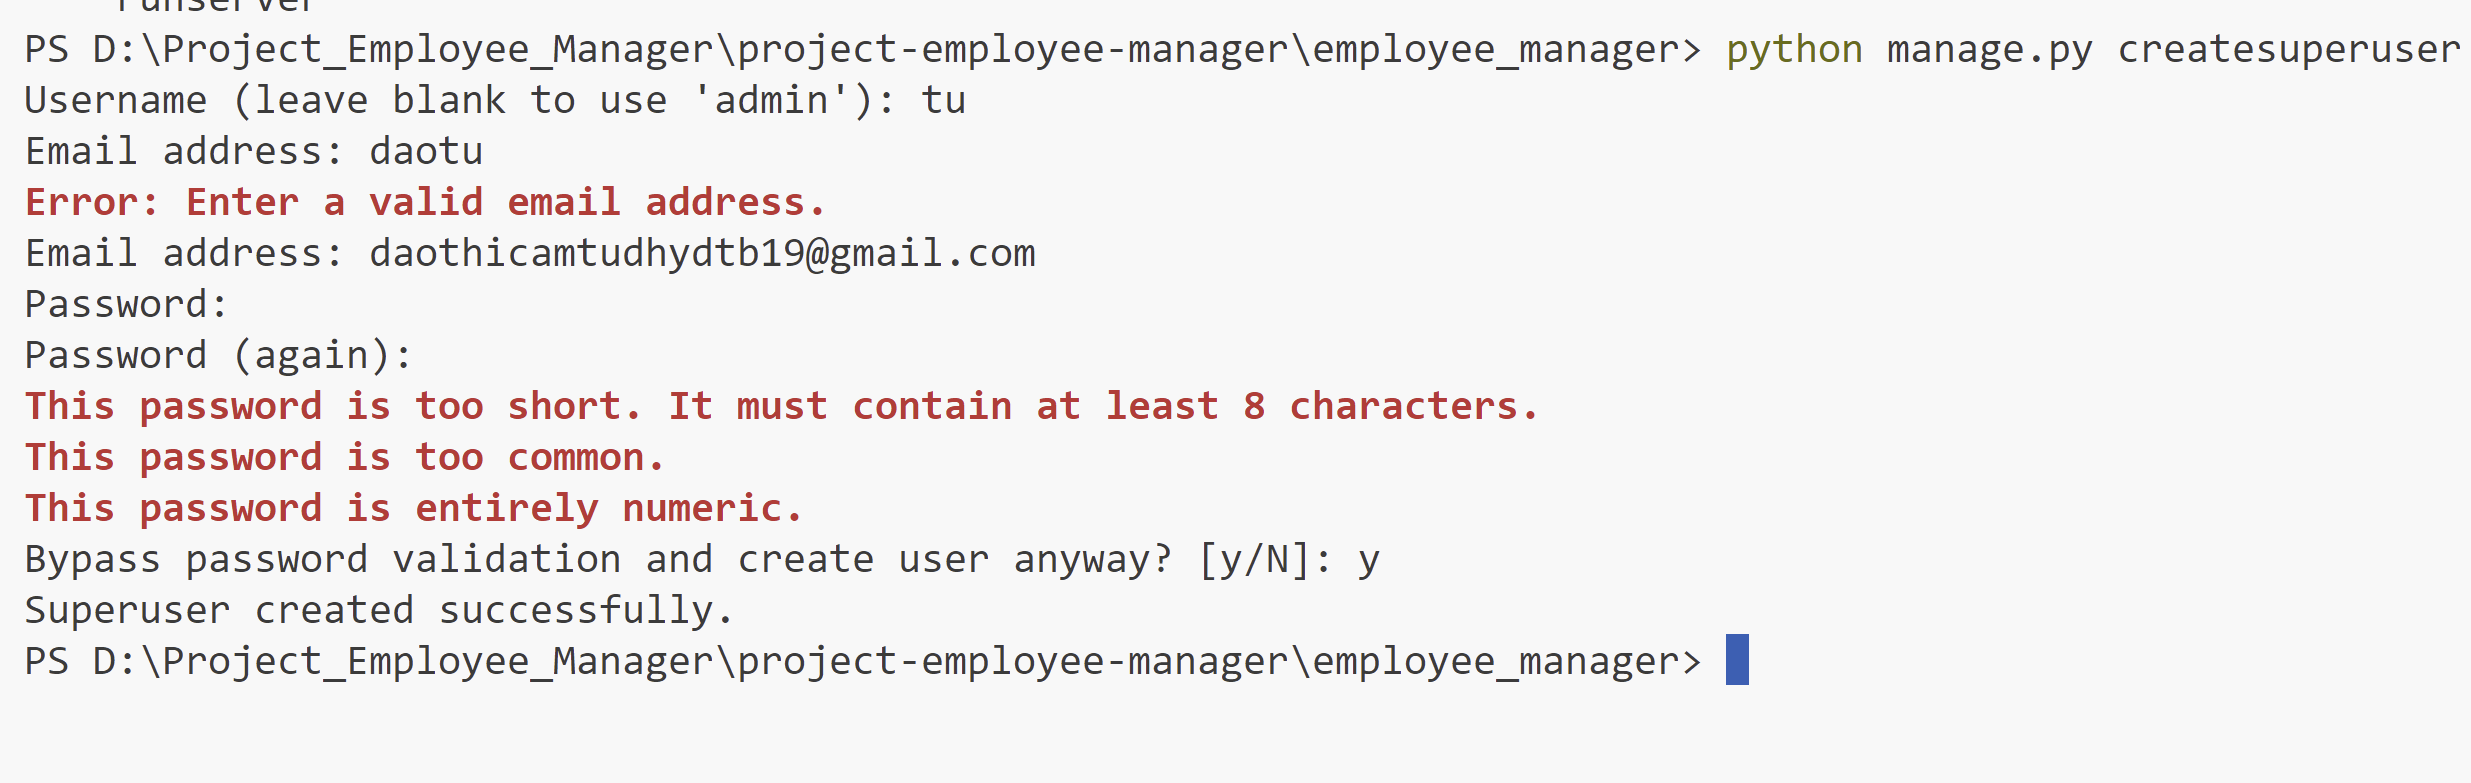 runserver
PS D:\Project_Employee_Manager\project-employee-manager\employee_manager> python manage.py createsuperuser
Username (leave blank to use 'admin'): tu
Email address: daotu
Error: Enter a valid email address.
Email address: daothicamtudhydtb19@gmail.com
Password:
Password (again):
This password is too short. It must contain at least 8 characters.
This password is too common.
This password is entirely numeric.
Bypass password validation and create user anyway? [y/N]: y
Superuser created successfully.
PS D:\Project_Employee_Manager\project-employee-manager\employee_manager>